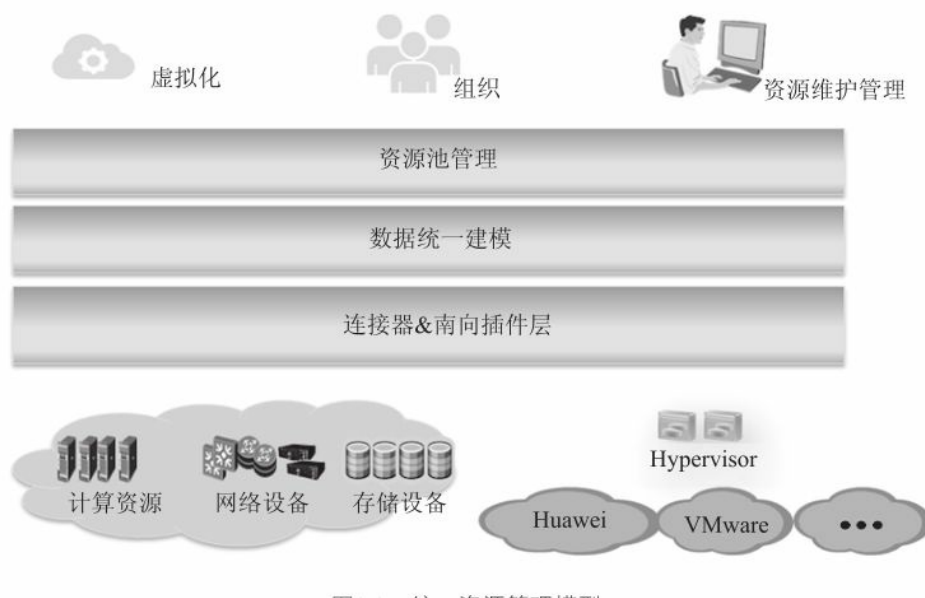 虚拟化
组织
资源维护管理
资源池管理
数据统一建模
连接器&南向插件层
计算资源
网络设备
存储设备
Hypervisor
Huawei
VMware
•••